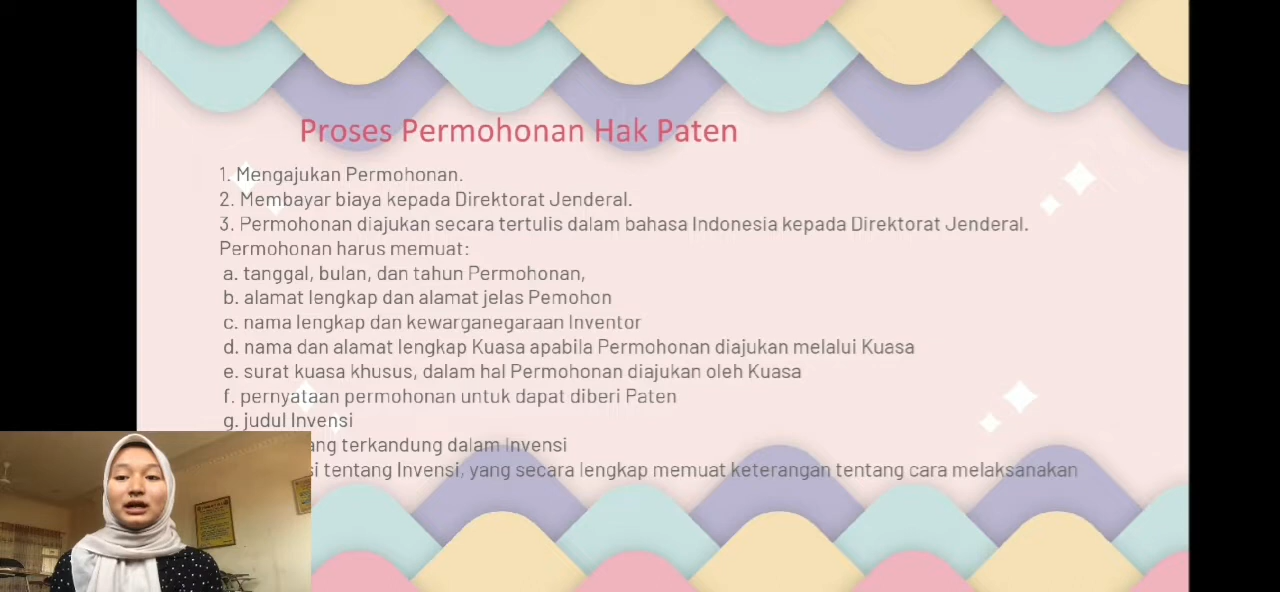 Proses Permohonan Hak Paten
1. Mengajukan Permohonan.
2. Membayar biaya kepada Direktorat Jenderal.
3. Permohonan diajukan secara tertulis dalam bahasa Indonesia kepada Direktorat Jenderal.
Permohonan harus memuat:
a. tanggal, bulan, dan tahun Permohonan,
b. alamat lengkap dan alamat jelas Pemohon
c. nama lengkap dan kewarganegaraan Inventor
d. nama dan alamat lengkap Kuasa apabila Permohonan diajukan melalui Kuasa
e. surat kuasa khusus, dalam hal Permohonan diajukan oleh Kuasa
f. pernyataan permohonan untuk dapat diberi Paten
g. judul Invensi
terkandung dalam Invensi
tentang Invensi, yang secara lengkap memuat keterangan tentang cara melaksanakan